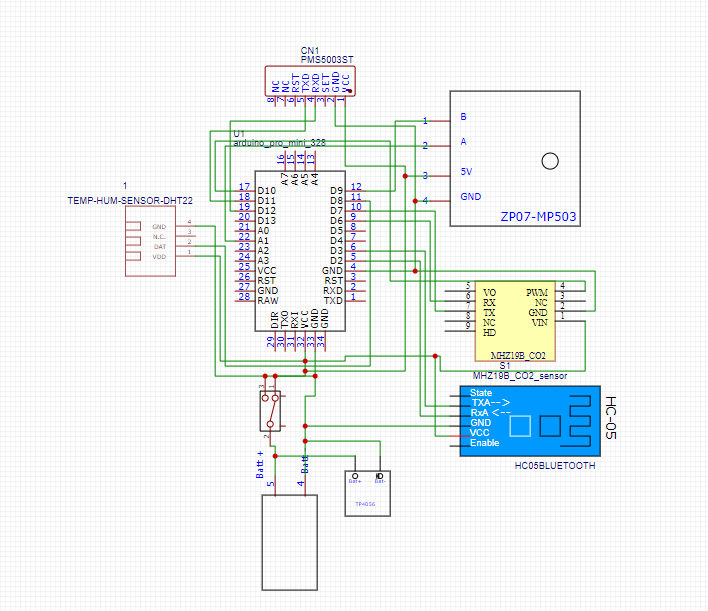 CN1
PMS5003ST
NC
NC
RST
TXD
RXD
SET
GND
VCC
8
7
6
5
4
3
2
1
U1
arduino_pro_mini_328
16
15
14
13
A7
A6
A5
A4
17 D10
18 D11
19 D12
20 D13
21 A0
22 A1
23 A2
24 A3
25 VCC
26 RST
27 GND
28 RAW
D9 12
D8 11
D7 10
D6 9
D5 8
D4 7
D3 6
D2 5
GND 4
RST 3
RXD 2
TXD 1
DIR
TXO
RXI
VCC
GND
GND
29
30
31
32
33
34
1 B
2 A
3 5V
4 GND
ZP07-MP503
1
TEMP-HUM-SENSOR-DHT22
GND 4
N.C. 3
DAT 2
VDD 1
5 VO
6 RX
7 TX
8 NC
9 HD
PWM 4
NC 3
GND 2
VIN 1
MHZ19B_CO2
S1
MHZ19B_CO2_sensor
State
TXA-->
RxA <--
GND
VCC
Enable
HC-05
HC05BLUETOOTH
3
1
2
Batt +
Batt
5
4
Bat+
Bat-
TP4056